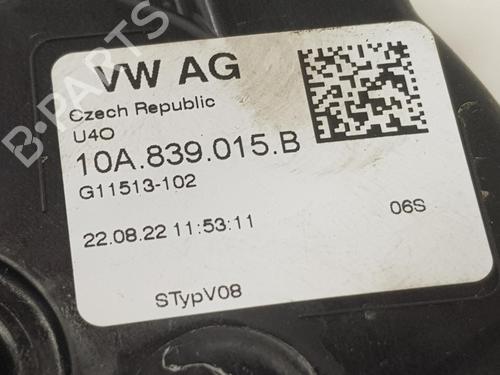 VW AG
Czech Republic
U4O
10A.839.015.B
G11513-102
22.08.22 11:53:11
06S
STypV08
B-PARTS